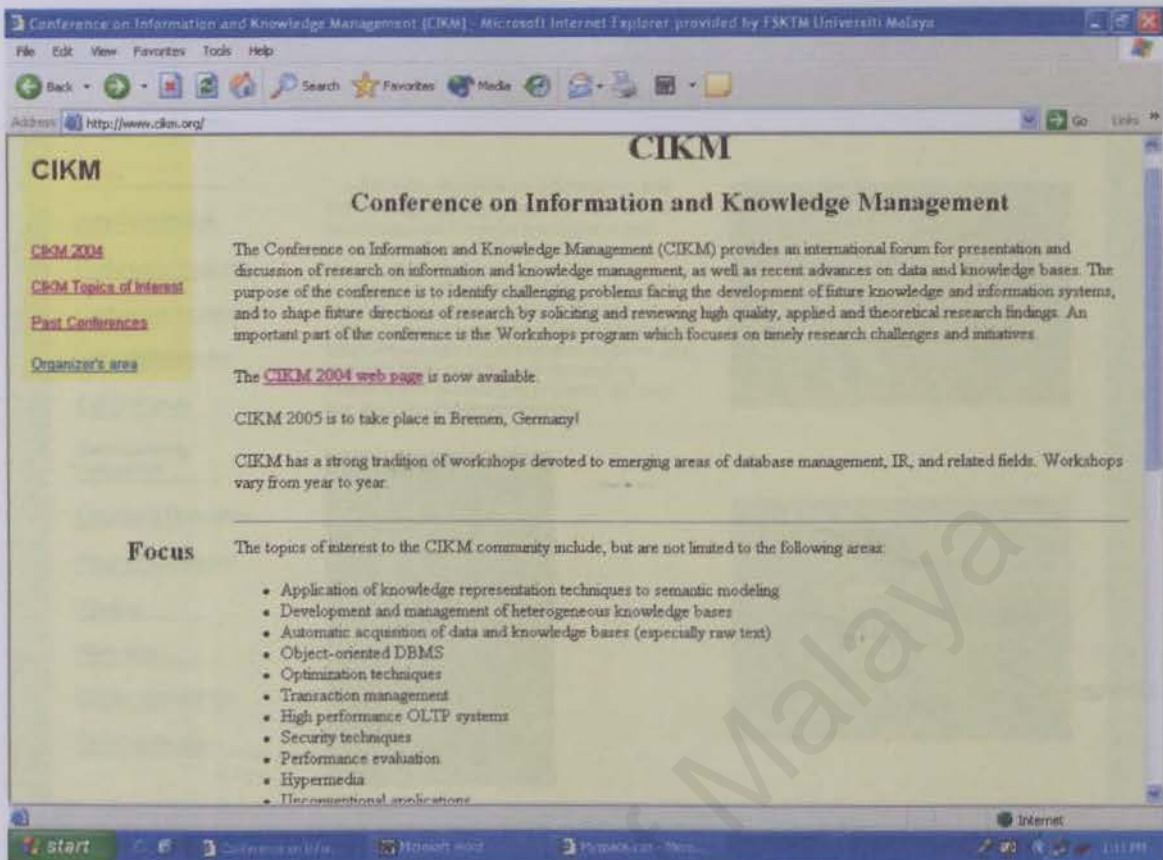 Conference on Information and Knowledge Management (CIKM) - Microsoft Internet Explorer provided by FSKTM Universiti Malaya
File Edit View Favorites Tools Help
Back Search Favorites Media
Address http://www.cikm.org/ Go Links »
CIKM
CIKM 2004
CIKM Topics of Interest
Past Conferences
Organizer's area
CIKM
Conference on Information and Knowledge Management
The Conference on Information and Knowledge Management (CIKM) provides an international forum for presentation and
discussion of research on information and knowledge management, as well as recent advances on data and knowledge bases. The
purpose of the conference is to identify challenging problems facing the development of future knowledge and information systems,
and to shape future directions of research by soliciting and reviewing high quality, applied and theoretical research findings. An
important part of the conference is the Workshops program which focuses on timely research challenges and initiatives.
The CIKM 2004 web page is now available.
CIKM 2005 is to take place in Bremen, Germany!
CIKM has a strong tradition of workshops devoted to emerging areas of database management, IR, and related fields. Workshops
vary from year to year.
Focus
The topics of interest to the CIKM community include, but are not limited to the following areas:
• Application of knowledge representation techniques to semantic modeling
• Development and management of heterogeneous knowledge bases
• Automatic acquisition of data and knowledge bases (especially raw text)
• Object-oriented DBMS
• Optimization techniques
• Transaction management
• High performance OLTP systems
• Security techniques
• Performance evaluation
• Hypermedia
• Unconventional applications
Malaya
Internet
start Conference on Infor... Microsoft Word 1:11 PM